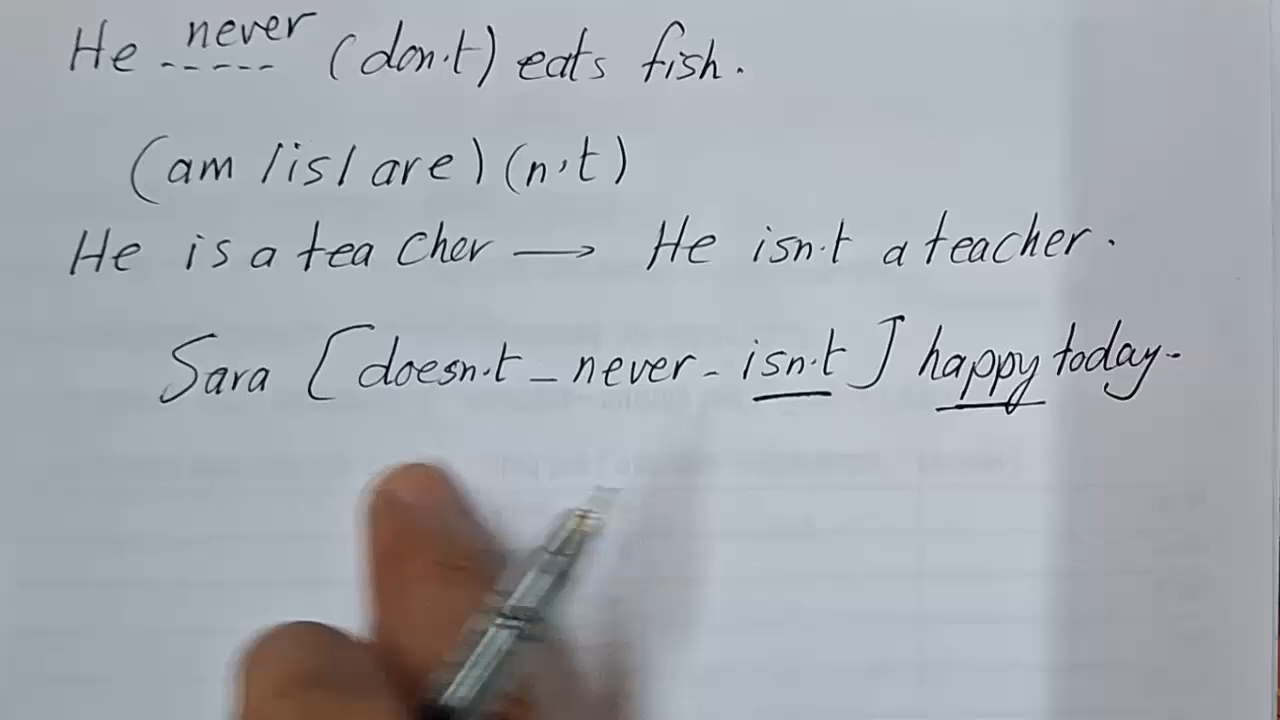 He never ----- (don't) eats fish.
(am /is/ are) (n't)
He is a teacher → He isn't a teacher.
Sara [doesn't - never - isn't] happy today.